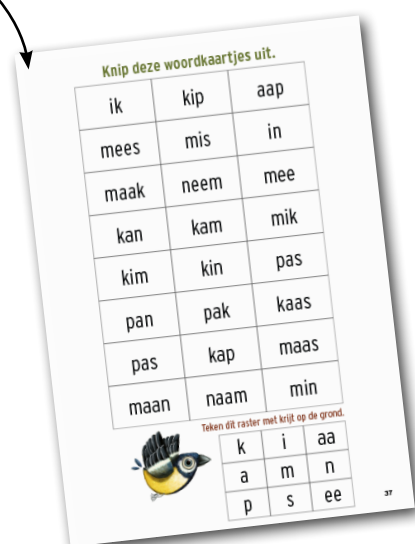 Knip deze woordkaartjes uit.
ik kip aap
mees mis in
maak neem mee
kan kam mik
kim kin pas
pan pak kaas
pas kap maas
maan naam min
Teken dit raster met krijt op de grond.
k i aa
a m n
p s ee
37